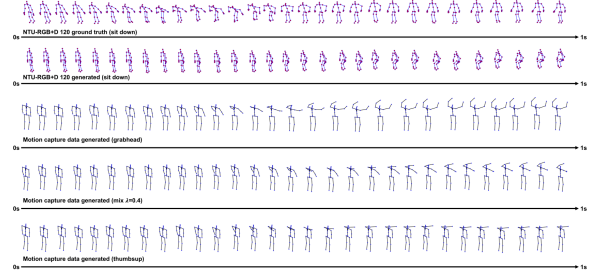 NTU-RGB+D 120 ground truth (sit down)
0s 1s
NTU-RGB+D 120 generated (sit down)
0s 1s
Motion capture data generated (grabhead)
0s 1s
Motion capture data generated (mix λ=0.4)
0s 1s
Motion capture data generated (thumbsup)
0s 1s